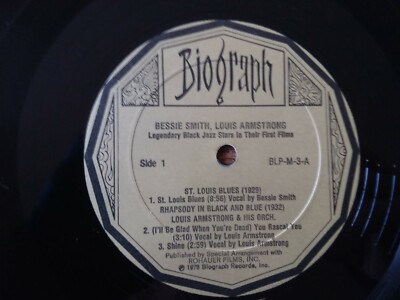 Biograph
BESSIE SMITH, LOUIS ARMSTRONG
Legendary Black Jazz Stars in Their First Films
Side 1 BLP-M-3-A
ST. LOUIS BLUES (1929)
1. St. Louis Blues (8:56) Vocal by Bessie Smith
RHAPSODY IN BLACK AND BLUE (1932)
LOUIS ARMSTRONG & HIS ORCH.
2. (I'll Be Glad When You're Dead) You Rascal You
(3:10) Vocal by Louis Armstrong
3. Shine (2:59) Vocal by Louis Armstrong
Published by Special Arrangement with
ROHAUER FILMS, INC.
© 1978 Biograph Records, Inc.